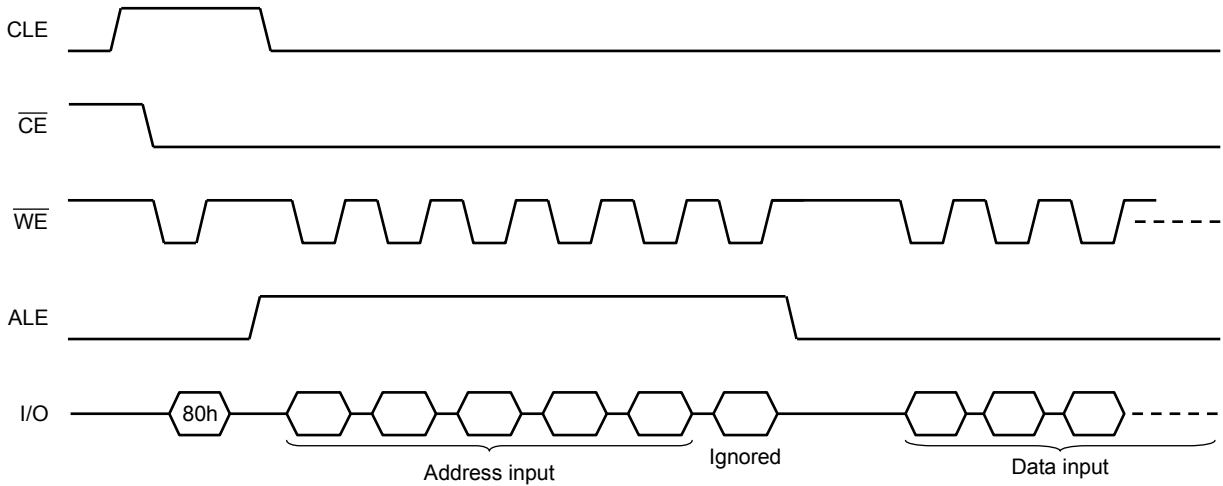 CLE
CE
WE
ALE
I/O
80h
Address input
Ignored
Data input